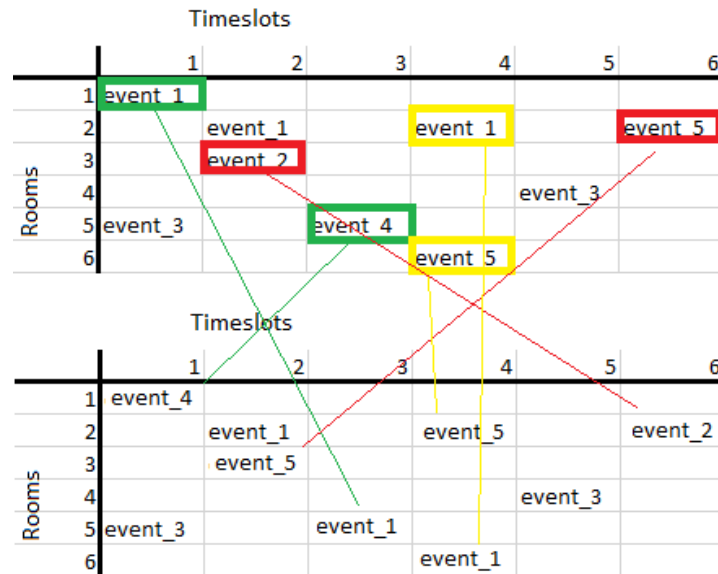 Timeslots
1 2 3 4 5 6
1 event_1
2 event_1 event_1 event_5
3 event_2
4 event_3
5 event_3 event_4
6 event_5
Rooms
Timeslots
1 2 3 4 5 6
1 event_4
2 event_1 event_5 event_2
3 event_5
4 event_3
5 event_3 event_1
6 event_1
Rooms